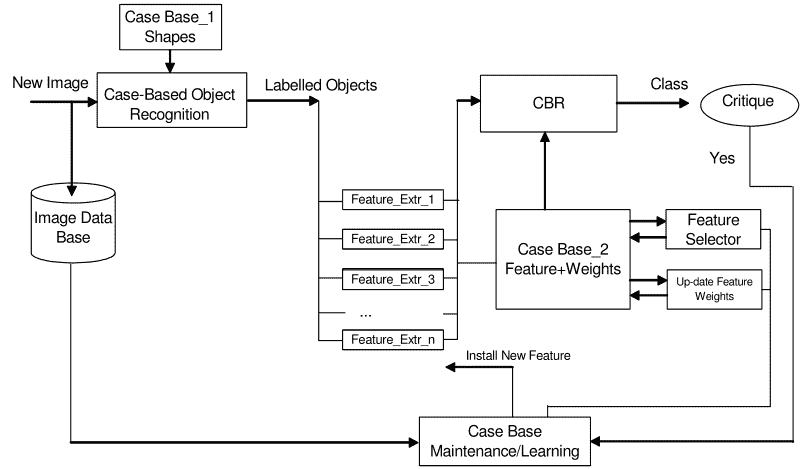 Case Base_1
Shapes
New Image
Case-Based Object
Recognition
Labelled Objects
CBR
Class
Critique
Yes
Image Data
Base
Feature_Extr_1
Feature_Extr_2
Feature_Extr_3
...
Feature_Extr_n
Case Base_2
Feature+Weights
Feature
Selector
Up-date Feature
Weights
Install New Feature
Case Base
Maintenance/Learning